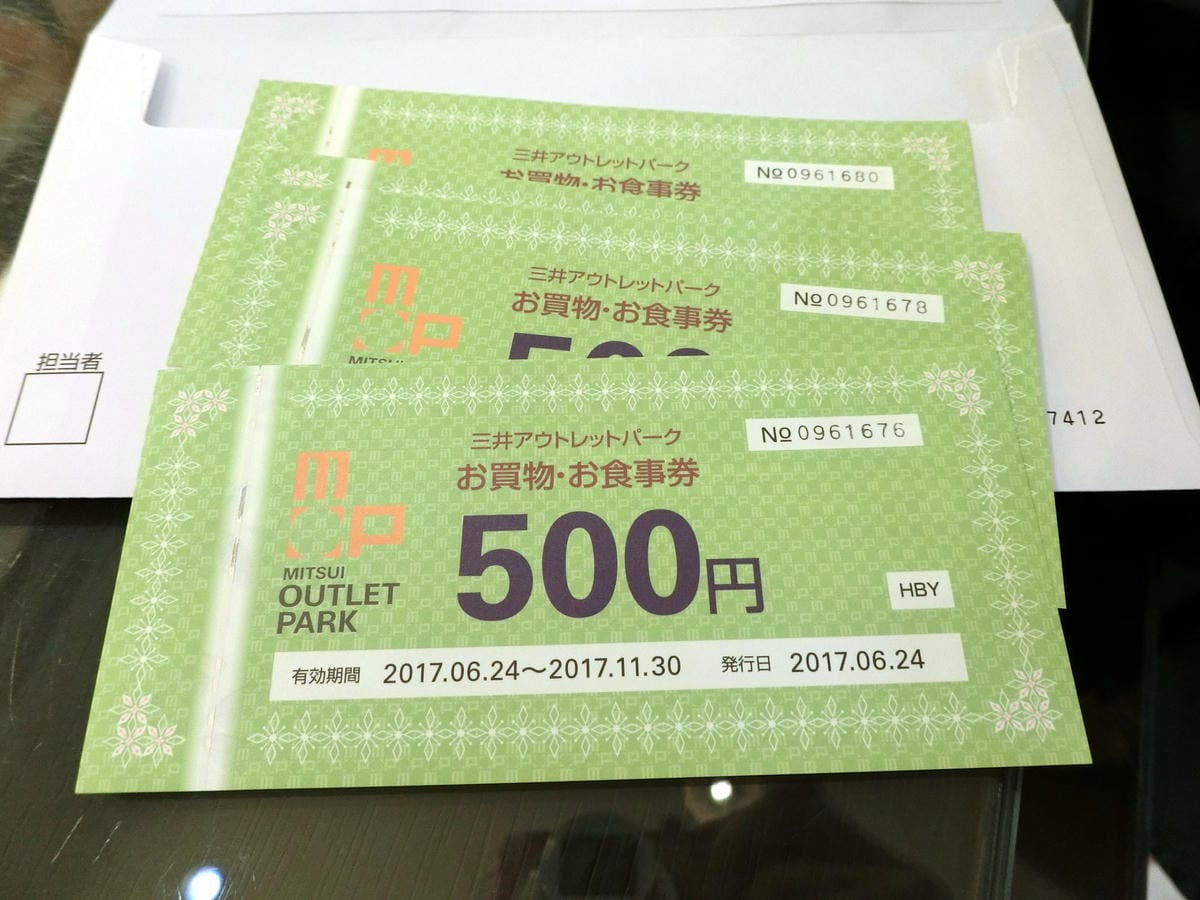 三井アウトレットパーク
お買物・お食事券
№0961680
三井アウトレットパーク
お買物・お食事券
№0961678
500
MITSUI
担当者
7412
三井アウトレットパーク
お買物・お食事券
№0961676
mop
MITSUI
OUTLET
PARK
500円
HBY
有効期間 2017.06.24〜2017.11.30 発行日 2017.06.24